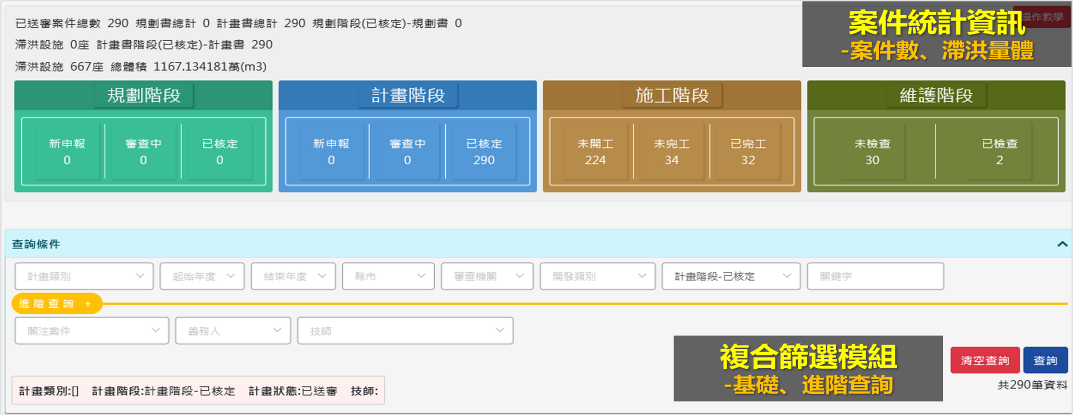 已送審案件總數 290 規劃書總計 0 計畫書總計 290 規劃階段(已核定)-規劃書 0
滯洪設施 0座 計畫書階段(已核定)-計畫書 290
滯洪設施 667座 總體積 1167.134181萬(m3)
操作教學
案件統計資訊
-案件數、滯洪量體
規劃階段
新申報 審查中 已核定
0 0 0
計畫階段
新申報 審查中 已核定
0 0 290
施工階段
未開工 未完工 已完工
224 34 32
維護階段
未檢查 已檢查
30 2
查詢條件
計畫類別 起始年度 結束年度 縣市 審查機關 開發類別 計畫階段-已核定 關鍵字
進階查詢 +
關注案件 義務人 技師
複合篩選模組
-基礎、進階查詢
清空查詢 查詢
共290筆資料
計畫類別:[] 計畫階段:計畫階段-已核定 計畫狀態:已送審 技師: